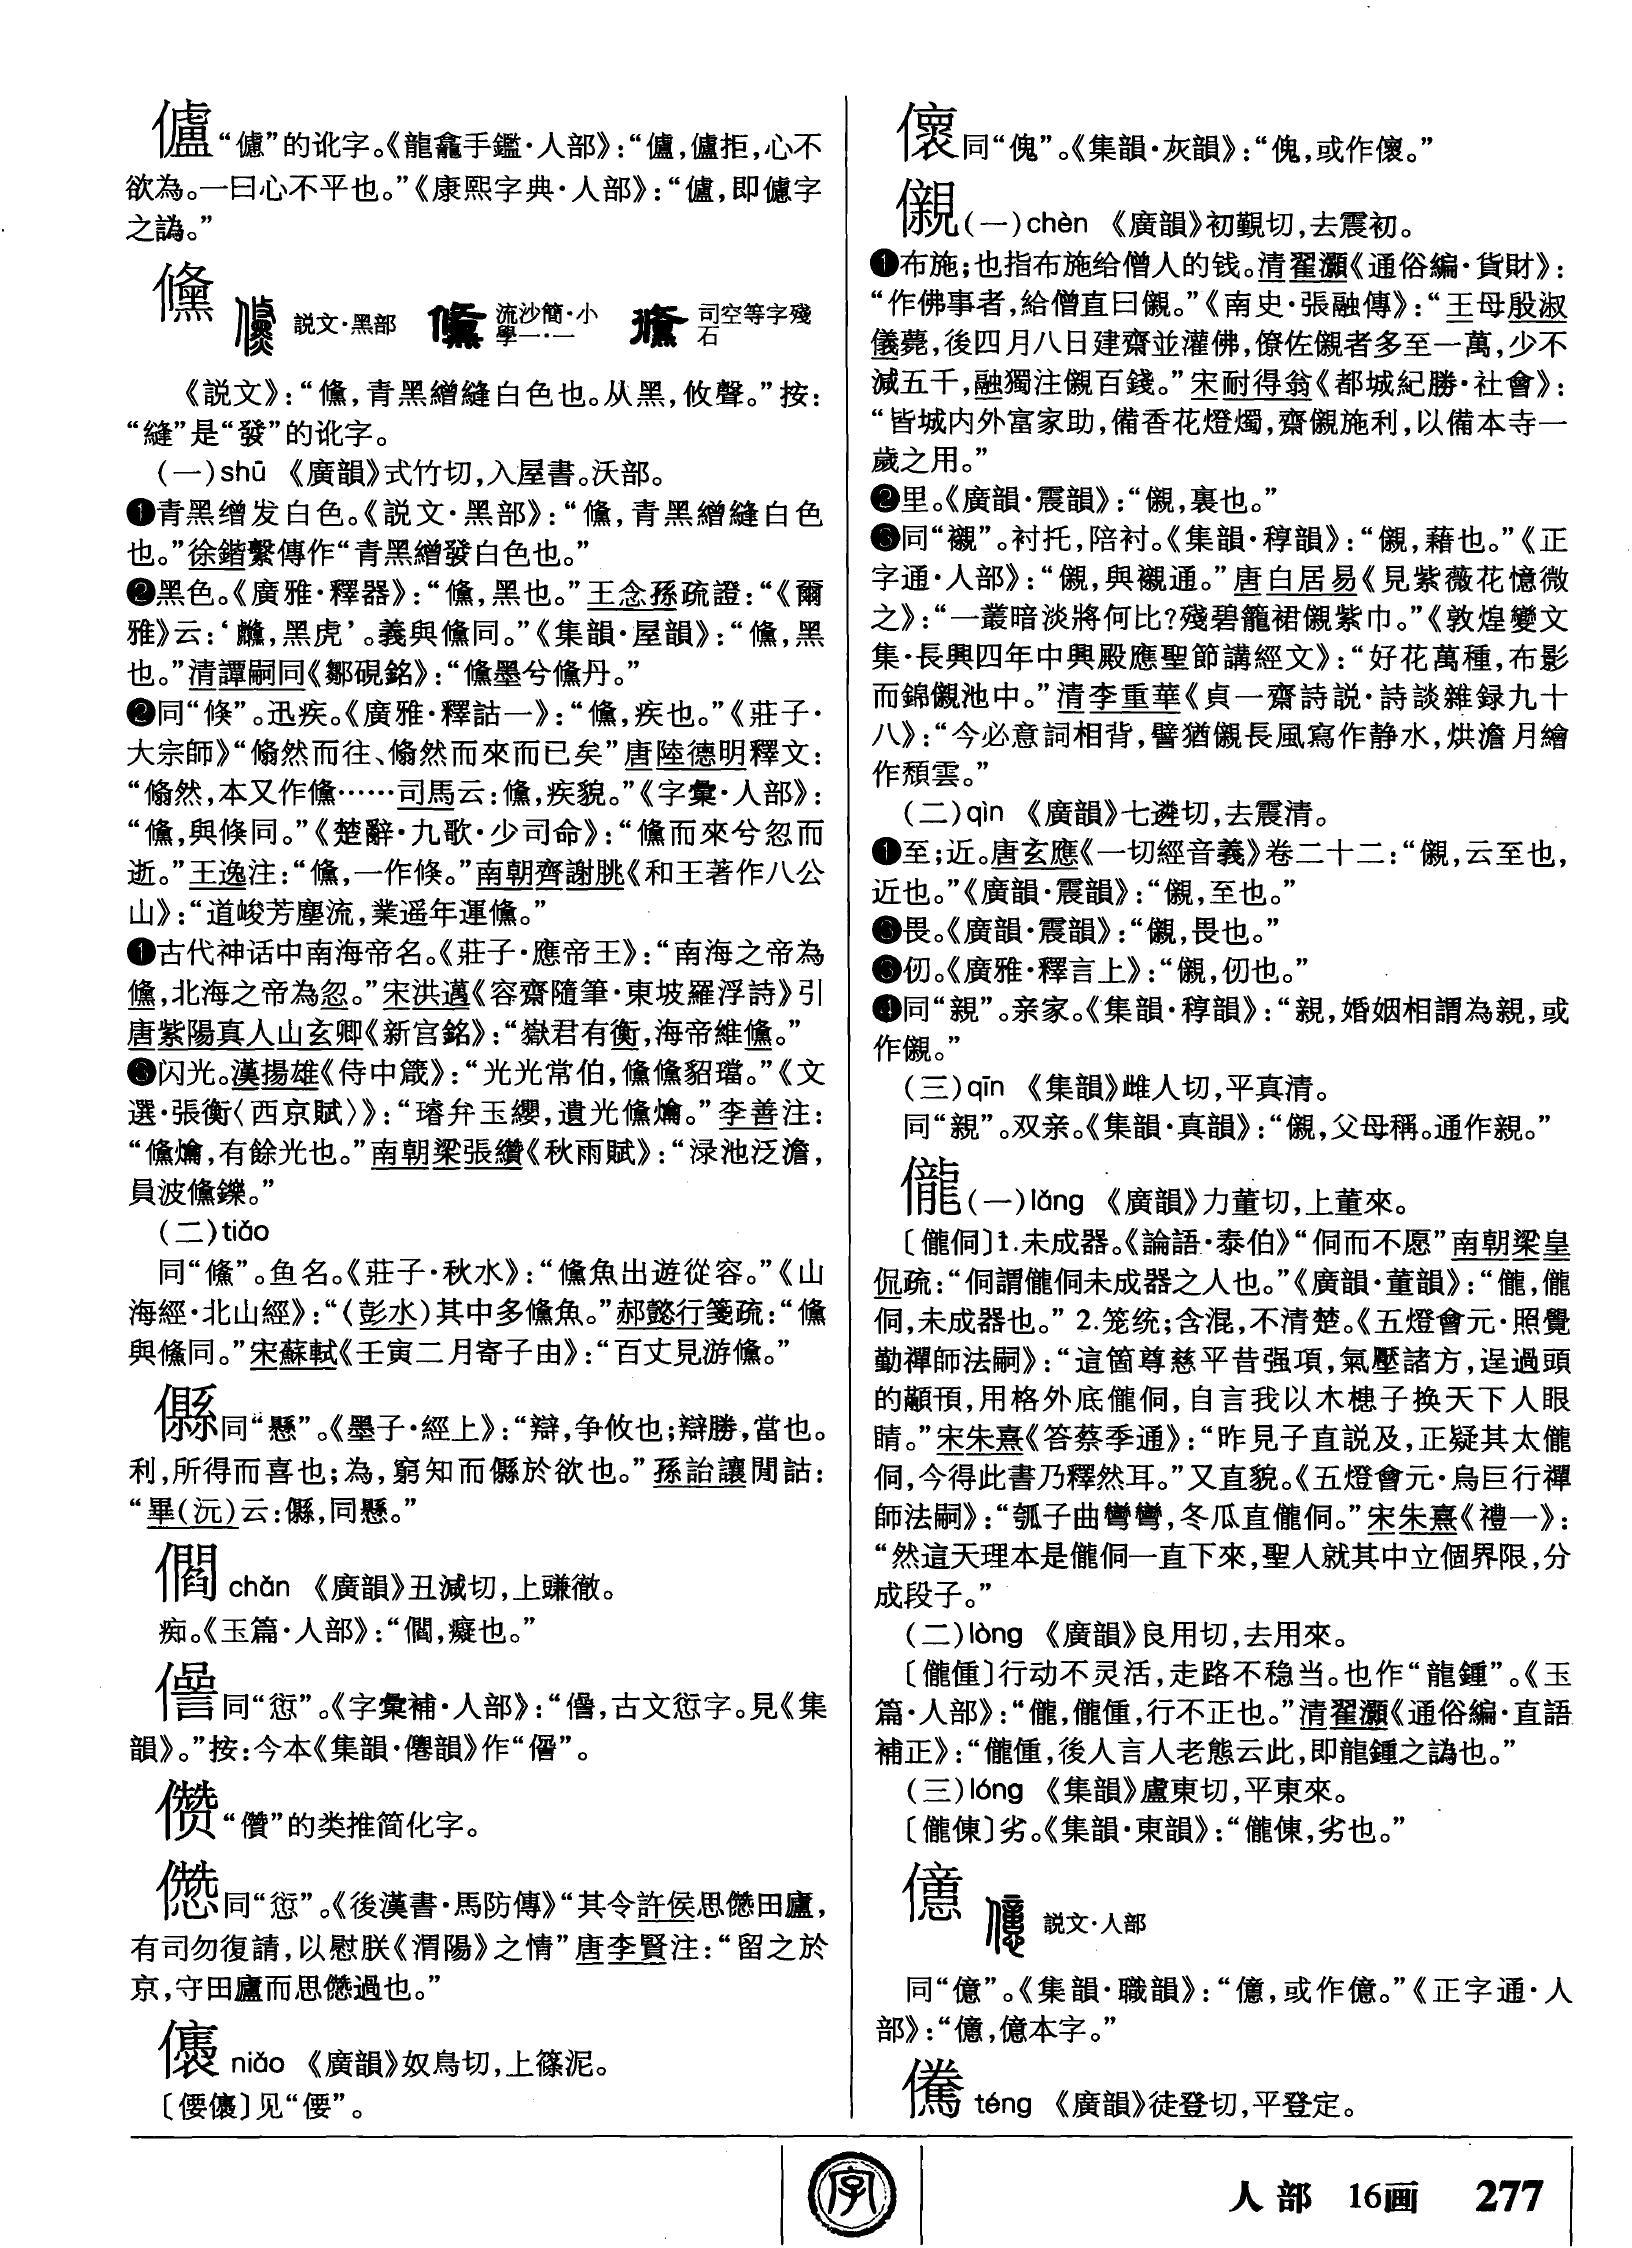 儢“儢”的讹字。《龍龕手鑑·人部》：“㒂，㒂拒，心不
欲為。一曰心不平也。”《康熙字典·人部》：“㒂，即儢字
之譌。”
儵 説文·黑部 流沙簡·小學一·一 司空等字殘石
《説文》：“儵，青黑繒縫白色也。从黑，攸聲。”按：
“縫”是“發”的讹字。
（一）shū 《廣韻》式竹切，入屋書。沃部。
❶青黑缯发白色。《説文·黑部》：“儵，青黑繒縫白色
也。”徐鍇繫傳作“青黑繒發白色也。”
❷黑色。《廣雅·釋器》：“儵，黑也。”王念孫疏證：“《爾
雅》云：‘虪，黑虎’。義與儵同。”《集韻·屋韻》：“儵，黑
也。”清譚嗣同《鄒硯銘》：“儵墨兮儵丹。”
❷同“倏”。迅疾。《廣雅·釋詁一》：“儵，疾也。”《莊子·
大宗師》“翛然而往、翛然而來而已矣”唐陸德明釋文：
“翛然，本又作儵……司馬云：儵，疾貌。”《字彙·人部》：
“儵，與倏同。”《楚辭·九歌·少司命》：“儵而來兮忽而
逝。”王逸注：“儵，一作倏。”南朝齊謝朓《和王著作八公
山》：“道峻芳塵流，業遥年運儵。”
❶古代神话中南海帝名。《莊子·應帝王》：“南海之帝為
儵，北海之帝為忽。”宋洪邁《容齋隨筆·東坡羅浮詩》引
唐紫陽真人山玄卿《新宫銘》：“嶽君有衡，海帝維儵。”
❸闪光。漢揚雄《侍中箴》：“光光常伯，儵儵貂璫。”《文
選·張衡〈西京賦〉》：“璿弁玉纓，遺光儵爚。”李善注：
“儵爚，有餘光也。”南朝梁張纘《秋雨賦》：“渌池泛澹，
員波儵鑠。”
（二）tiáo
同“鯈”。鱼名。《莊子·秋水》：“儵魚出遊從容。”《山
海經·北山經》：“（彭水）其中多儵魚。”郝懿行箋疏：“儵
與鯈同。”宋蘇軾《壬寅二月寄子由》：“百丈見游儵。”
㒂同“懸”。《墨子·經上》：“辯，争攸也；辯勝，當也。
利，所得而喜也；為，窮知而儶於欲也。”孫詒讓閒詁：
“畢（沅）云：儶，同懸。”
儳 chǎn 《廣韻》丑減切，上豏徹。
痴。《玉篇·人部》：“，癡也。”
同“愆”。《字彙補·人部》：“，古文愆字。見《集
韻》。”按：今本《集韻·僊韻》作“”。
“儧”的类推简化字。
同“愆”。《後漢書·馬防傳》“其令許侯思㦥田廬，
有司勿復請，以慰朕《渭陽》之情”唐李賢注：“留之於
京，守田廬而思㦥過也。”
㒟 niǎo 《廣韻》奴鳥切，上篠泥。
〔偠㒟〕见“偠”。
儴同“傀”。《集韻·灰韻》：“傀，或作。”
儭（一）chèn 《廣韻》初覲切，去震初。
❶布施；也指布施给僧人的钱。清翟灝《通俗編·貨財》：
“作佛事者，給僧直曰儭。”《南史·張融傳》：“王母殷淑
儀薨，後四月八日建齋並灌佛，僚佐儭者多至一萬，少不
減五千，融獨注儭百錢。”宋耐得翁《都城紀勝·社會》：
“皆城内外富家助，備香花燈燭，齋儭施利，以備本寺一
歲之用。”
❷里。《廣韻·震韻》：“儭，裏也。”
❸同“襯”。衬托，陪衬。《集韻·稕韻》：“儭，藉也。”《正
字通·人部》：“儭，與襯通。”唐白居易《見紫薇花憶微
之》：“一叢暗淡將何比?殘碧籠裙儭紫巾。”《敦煌變文
集·長興四年中興殿應聖節講經文》：“好花萬種，布影
而錦儭池中。”清李重華《貞一齋詩説·詩談雜録九十
八》：“今必意詞相背，譬猶儭長風寫作静水，烘澹月繪
作頹雲。”
（二）qìn 《廣韻》七遴切，去震清。
❶至；近。唐玄應《一切經音義》卷二十二：“儭，云至也，
近也。”《廣韻·震韻》：“儭，至也。”
❸畏。《廣韻·震韻》：“儭，畏也。”
❸仞。《廣雅·釋言上》：“儭，仞也。”
❹同“親”。亲家。《集韻·稕韻》：“親，婚姻相謂為親，或
作儭。”
（三）qīn 《集韻》雌人切，平真清。
同“親”。双亲。《集韻·真韻》：“儭，父母稱。通作親。”
儱（一）lǒng 《廣韻》力董切，上董來。
〔儱侗〕1.未成器。《論語·泰伯》“侗而不愿”南朝梁皇
侃疏：“侗謂儱侗未成器之人也。”《廣韻·董韻》：“儱，儱
侗，未成器也。” 2.笼统；含混，不清楚。《五燈會元·照覺
勤禪師法嗣》：“這箇尊慈平昔强項，氣壓諸方，逞過頭
的顢頇，用格外底儱侗，自言我以木槵子换天下人眼
睛。”宋朱熹《答蔡季通》：“昨見子直説及，正疑其太儱
侗，今得此書乃釋然耳。”又直貌。《五燈會元·烏巨行禪
師法嗣》：“瓠子曲彎彎，冬瓜直儱侗。”宋朱熹《禮一》：
“然這天理本是儱侗一直下來，聖人就其中立個界限，分
成段子。”
（二）lòng 《廣韻》良用切，去用來。
〔儱偅〕行动不灵活，走路不稳当。也作“龍鍾”。《玉
篇·人部》：“儱，儱偅，行不正也。”清翟灝《通俗編·直語
補正》：“儱偅，後人言人老態云此，即龍鍾之譌也。”
（三）lóng 《集韻》盧東切，平東來。
〔儱倲〕劣。《集韻·東韻》：“儱倲，劣也。”
説文·人部
同“億”。《集韻·職韻》：“，或作億。”《正字通·人
部》：“，億本字。”
téng 《廣韻》徒登切，平登定。
字
人部 16画 277